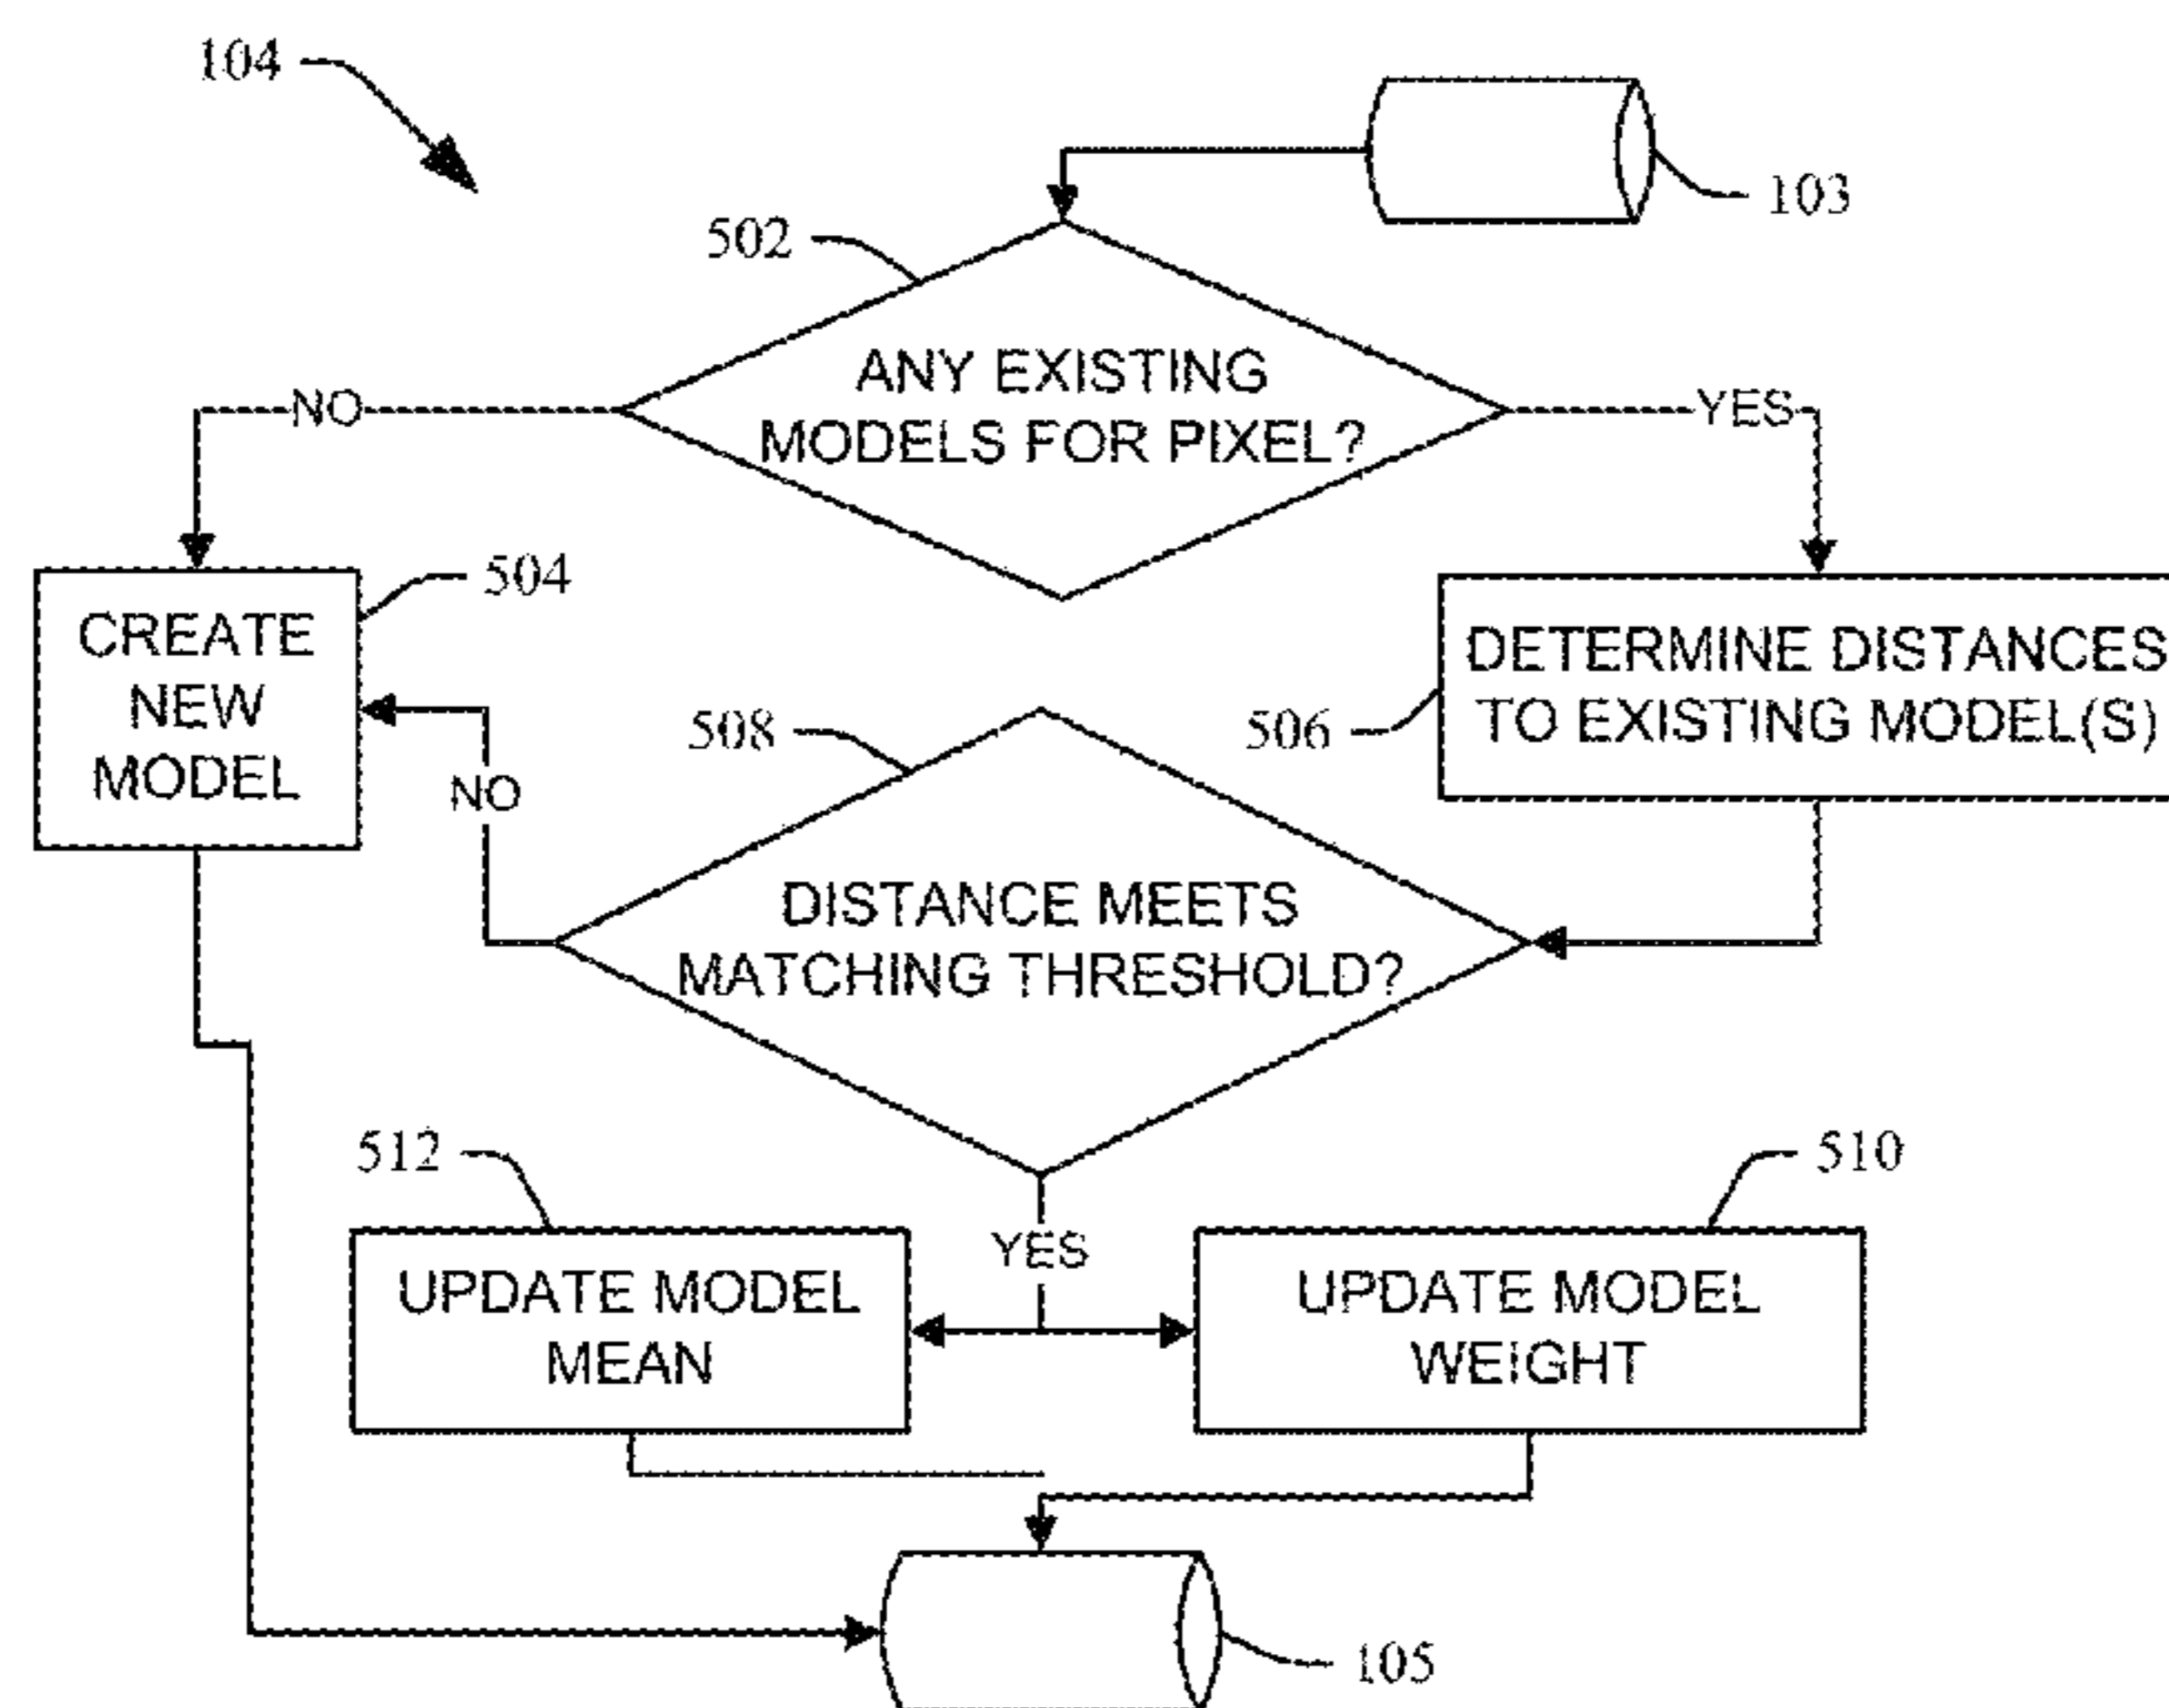 104
103
502
ANY EXISTING
MODELS FOR PIXEL?
NO
YES
504
CREATE
NEW
MODEL
506
DETERMINE DISTANCES
TO EXISTING MODEL(S)
508
NO
DISTANCE MEETS
MATCHING THRESHOLD?
512
510
YES
UPDATE MODEL
MEAN
UPDATE MODEL
WEIGHT
105